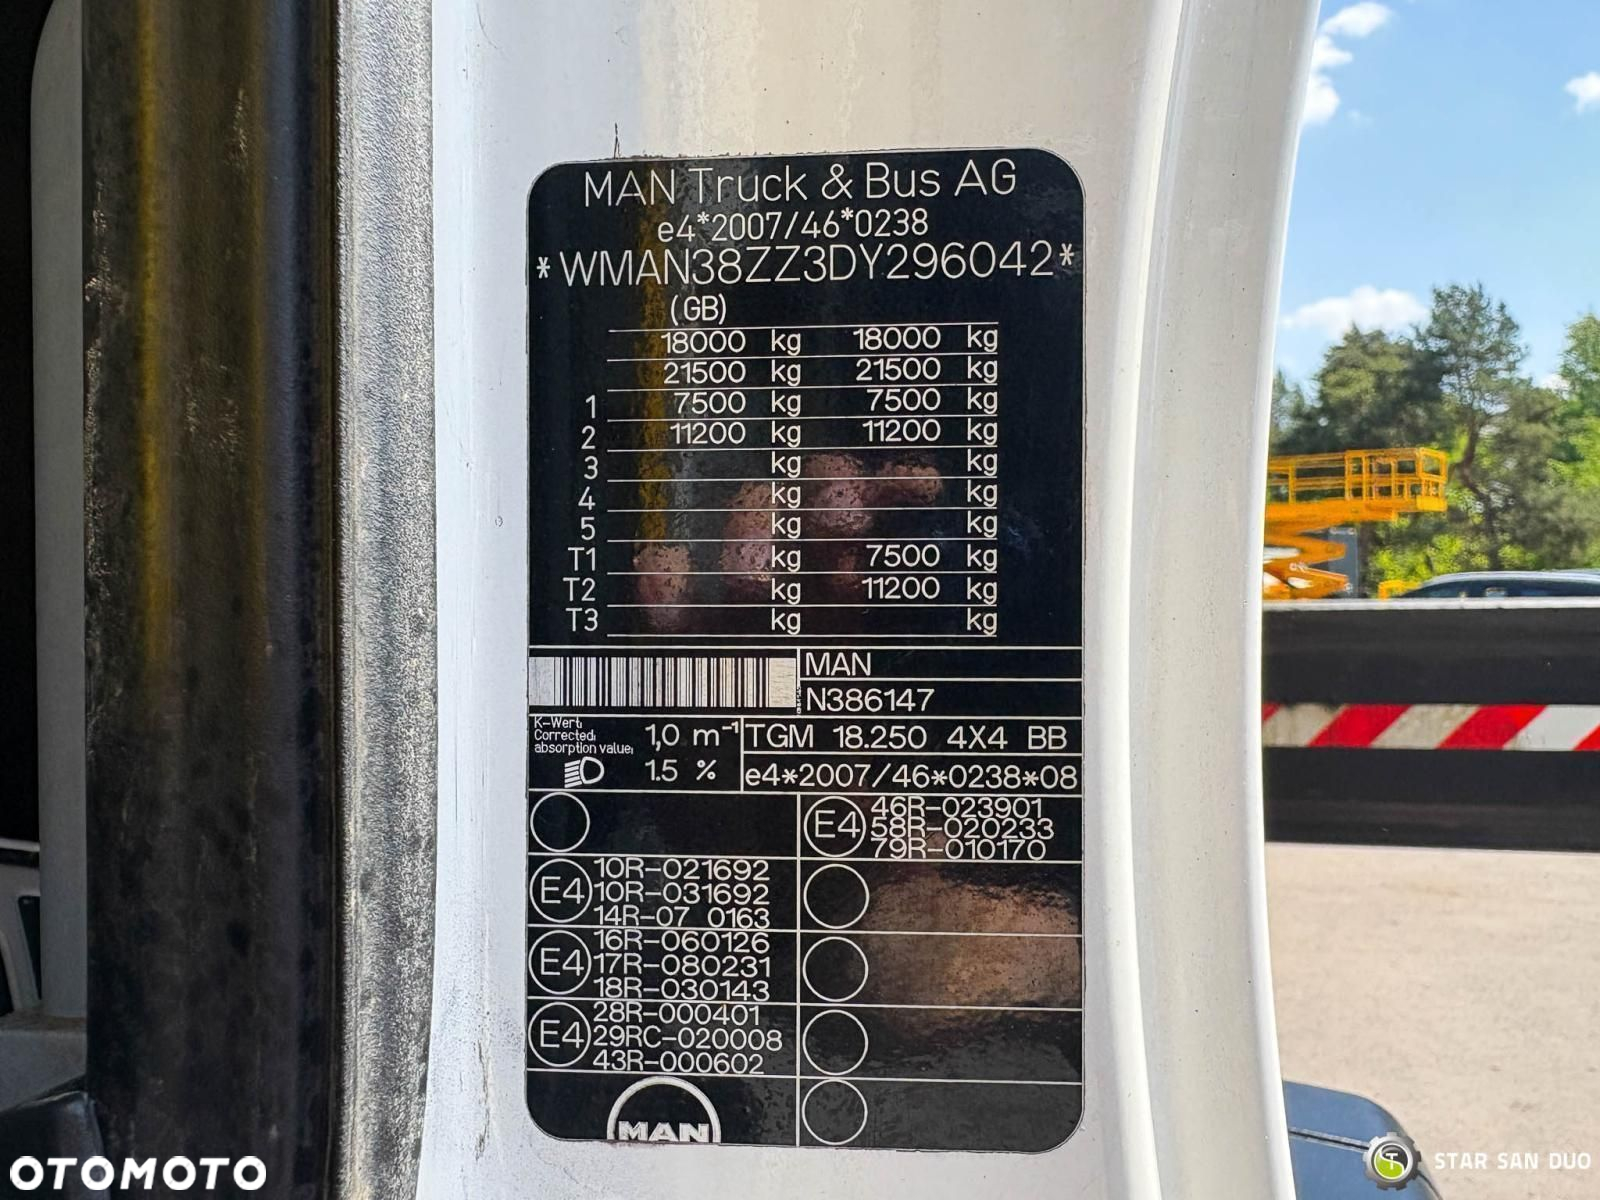 MAN Truck & Bus AG
e4*2007/46*0238
*WMAN38ZZ3DY296042*
(GB)
18000 kg 18000 kg
21500 kg 21500 kg
1 7500 kg 7500 kg
2 11200 kg 11200 kg
3 kg kg
4 kg kg
5 kg kg
T1 kg 7500 kg
T2 kg 11200 kg
T3 kg kg
MAN
N386147
K-Wert:
Corrected:
absorption value:
1,0 m⁻¹
1.5 %
TGM 18.250 4X4 BB
e4*2007/46*0238*08
E4
46R-023901
58R-020233
79R-010170
E4
10R-021692
10R-031692
14R-07 0163
E4
16R-060126
17R-080231
18R-030143
E4
28R-000401
29RC-020008
43R-000602
MAN
OTOMOTO
STAR SAN DUO